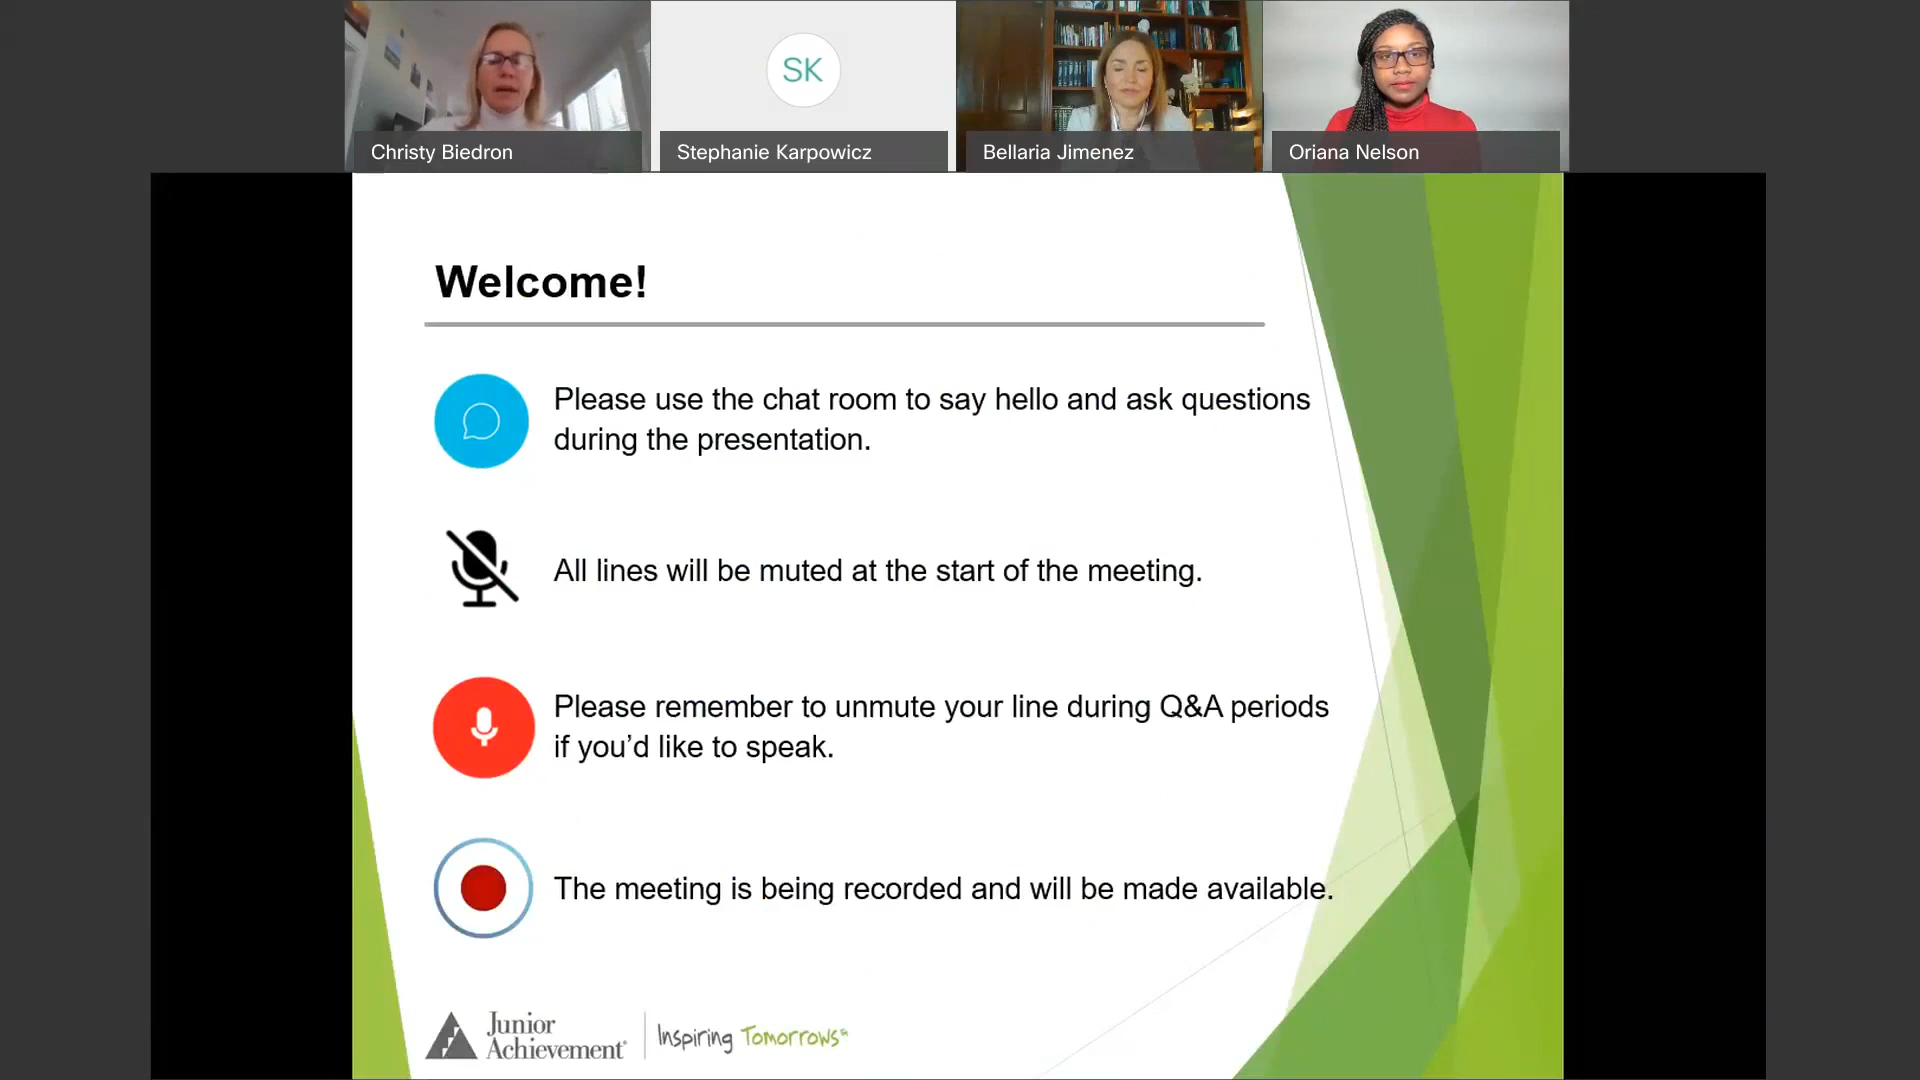 Christy Biedron
SK
Stephanie Karpowicz
Bellaria Jimenez
Oriana Nelson
Welcome!
Please use the chat room to say hello and ask questions
during the presentation.
All lines will be muted at the start of the meeting.
Please remember to unmute your line during Q&A periods
if you’d like to speak.
The meeting is being recorded and will be made available.
Junior
Achievement®
Inspiring Tomorrows℠